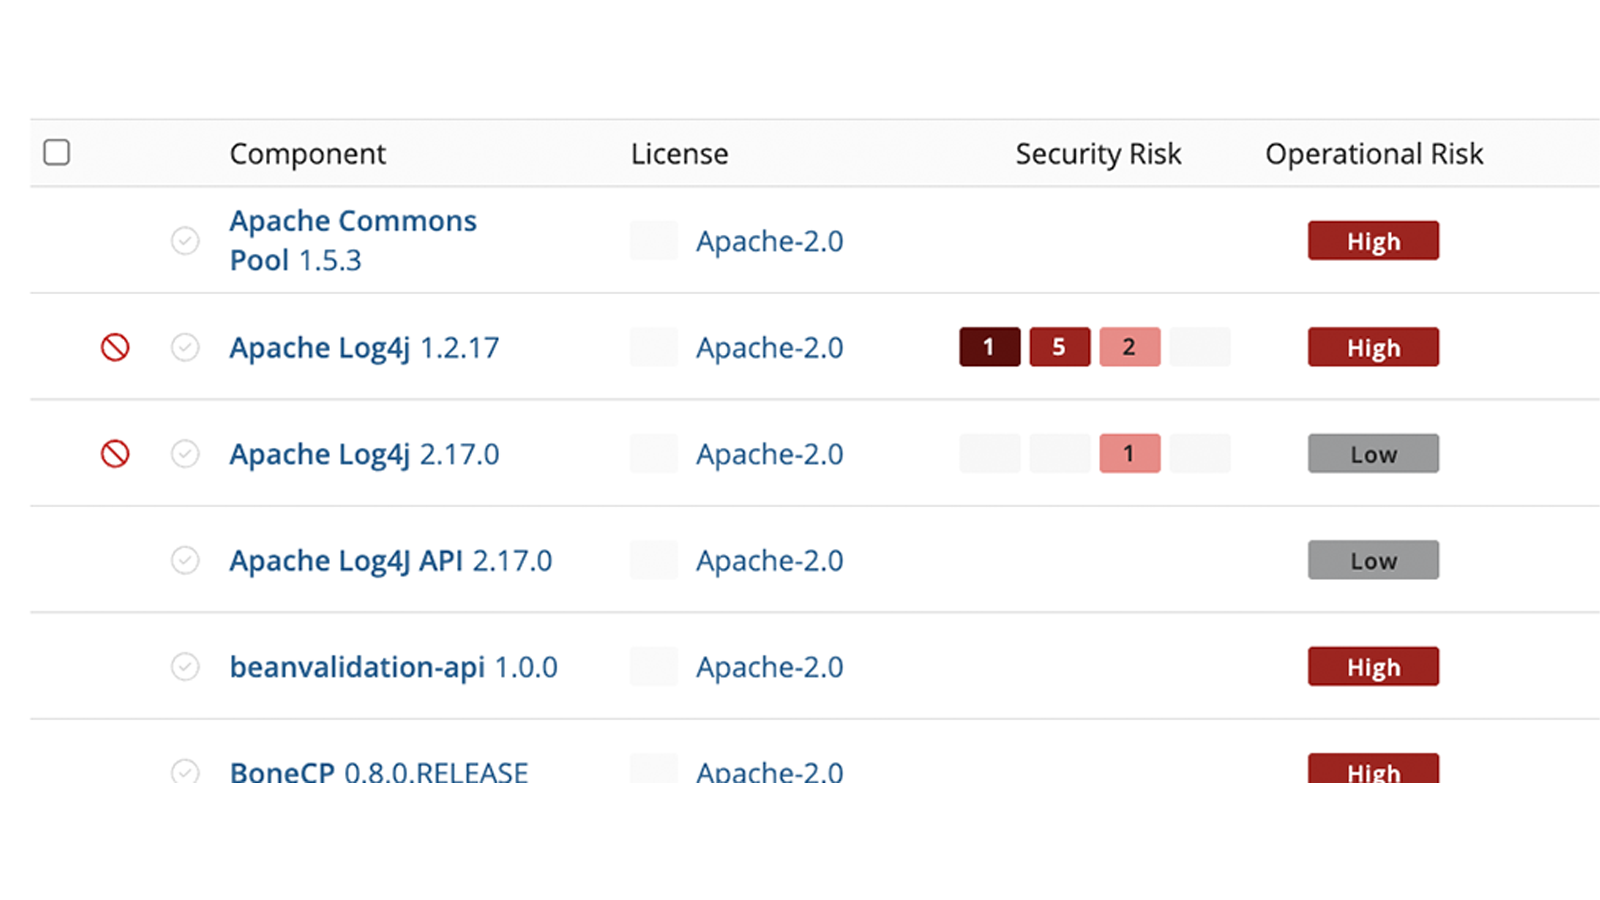 Component License Security Risk Operational Risk
Apache Commons
Pool 1.5.3 Apache-2.0 High
Apache Log4j 1.2.17 Apache-2.0 1 5 2 High
Apache Log4j 2.17.0 Apache-2.0 1 Low
Apache Log4J API 2.17.0 Apache-2.0 Low
beanvalidation-api 1.0.0 Apache-2.0 High
BoneCP 0.8.0.RELEASE Apache-2.0 High